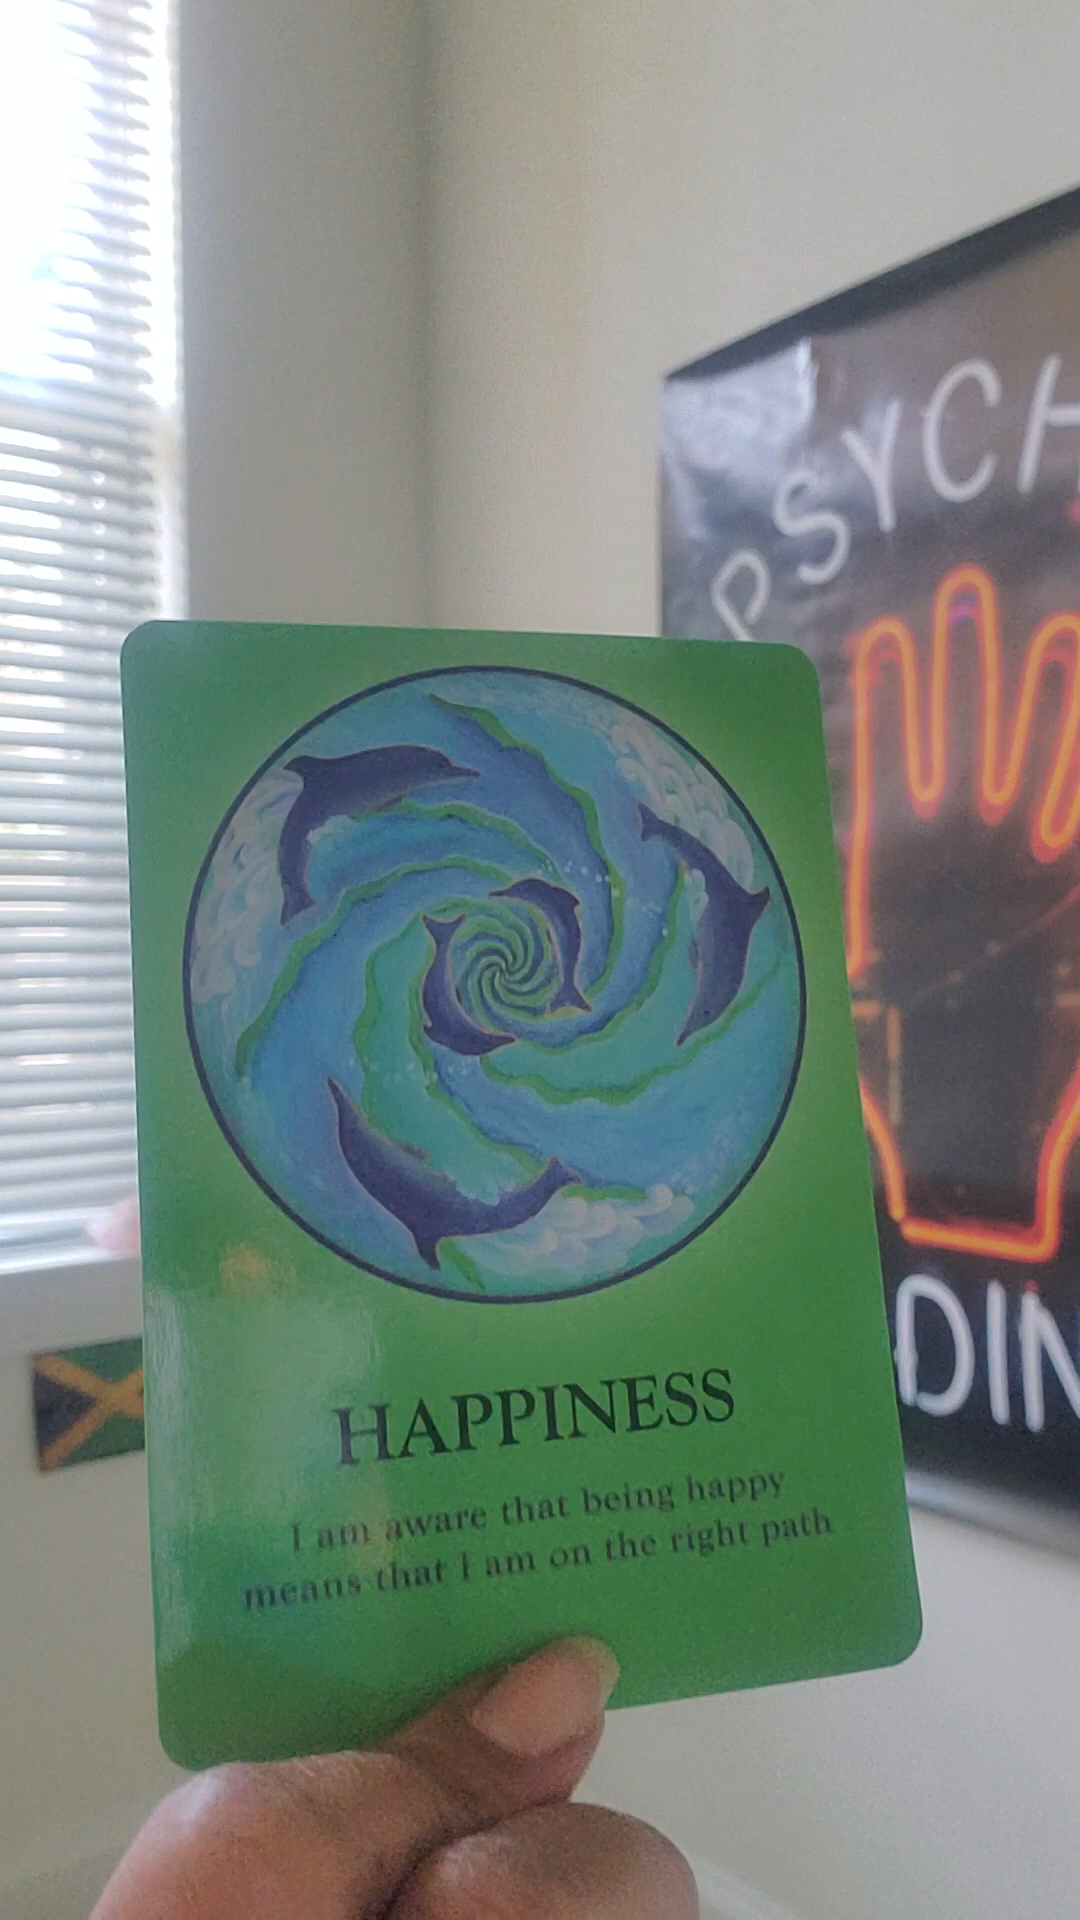 PSYCH
DIN
HAPPINESS
I am aware that being happy
means that I am on the right path